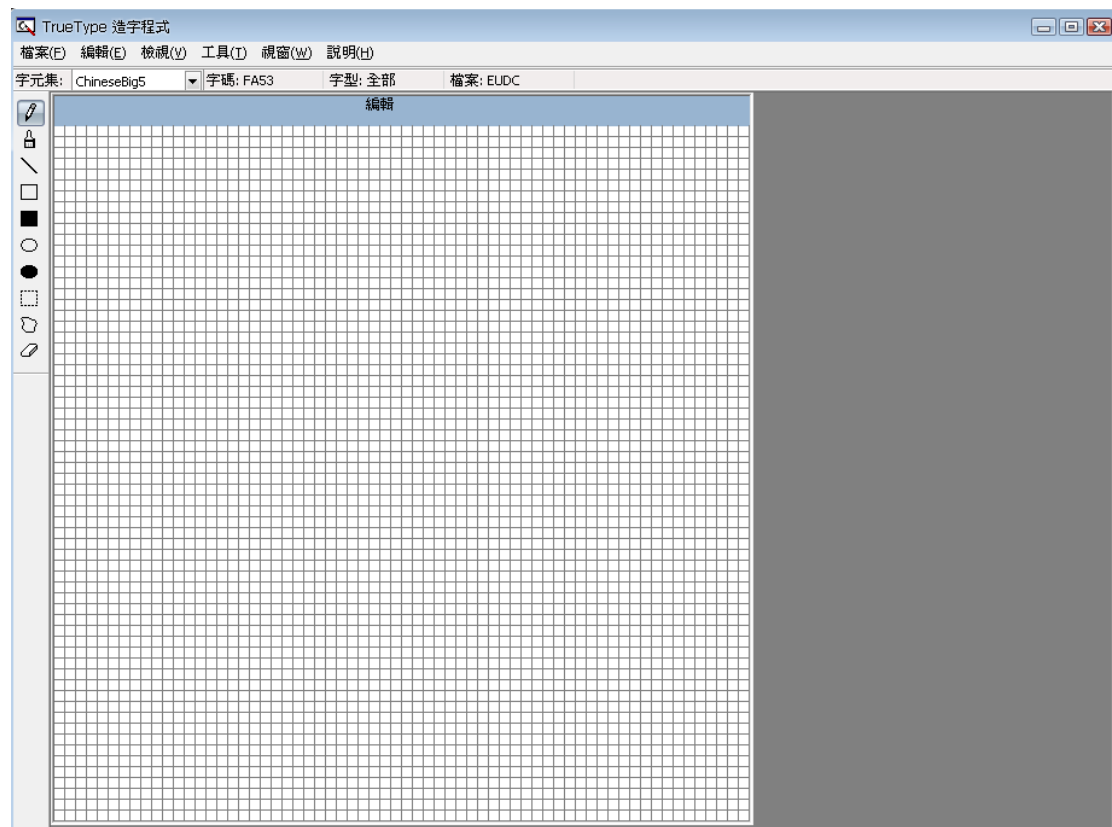 TrueType 造字程式
檔案(F) 編輯(E) 檢視(V) 工具(T) 視窗(W) 說明(H)
字元集: ChineseBig5 字碼: FA53 字型: 全部 檔案: EUDC
編輯